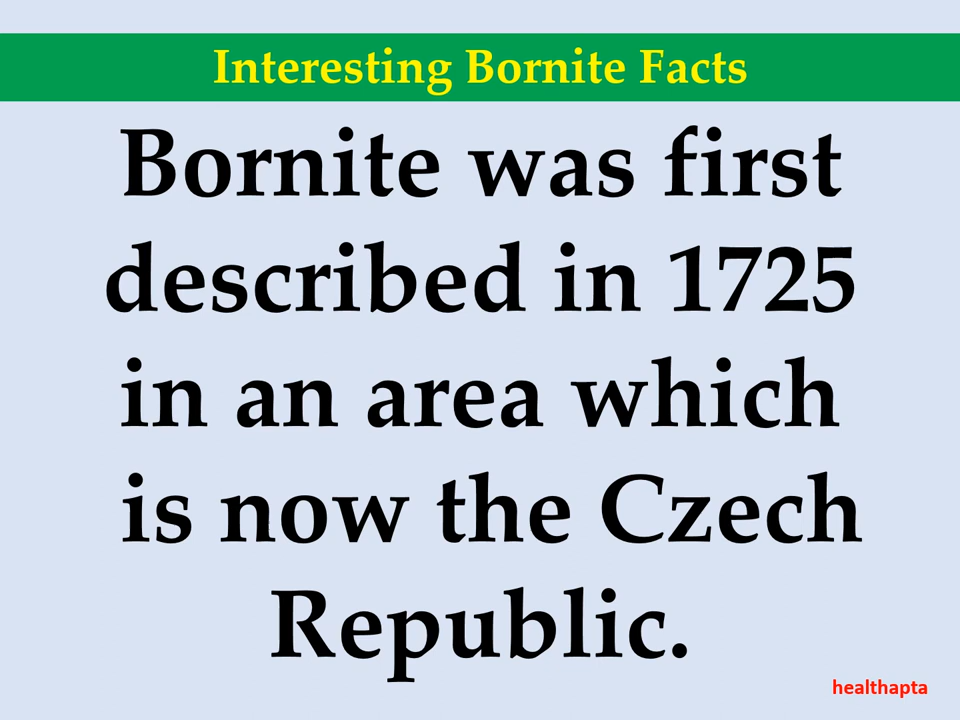 Interesting Bornite Facts
Bornite was first
described in 1725
in an area which
is now the Czech
Republic.
healthapta